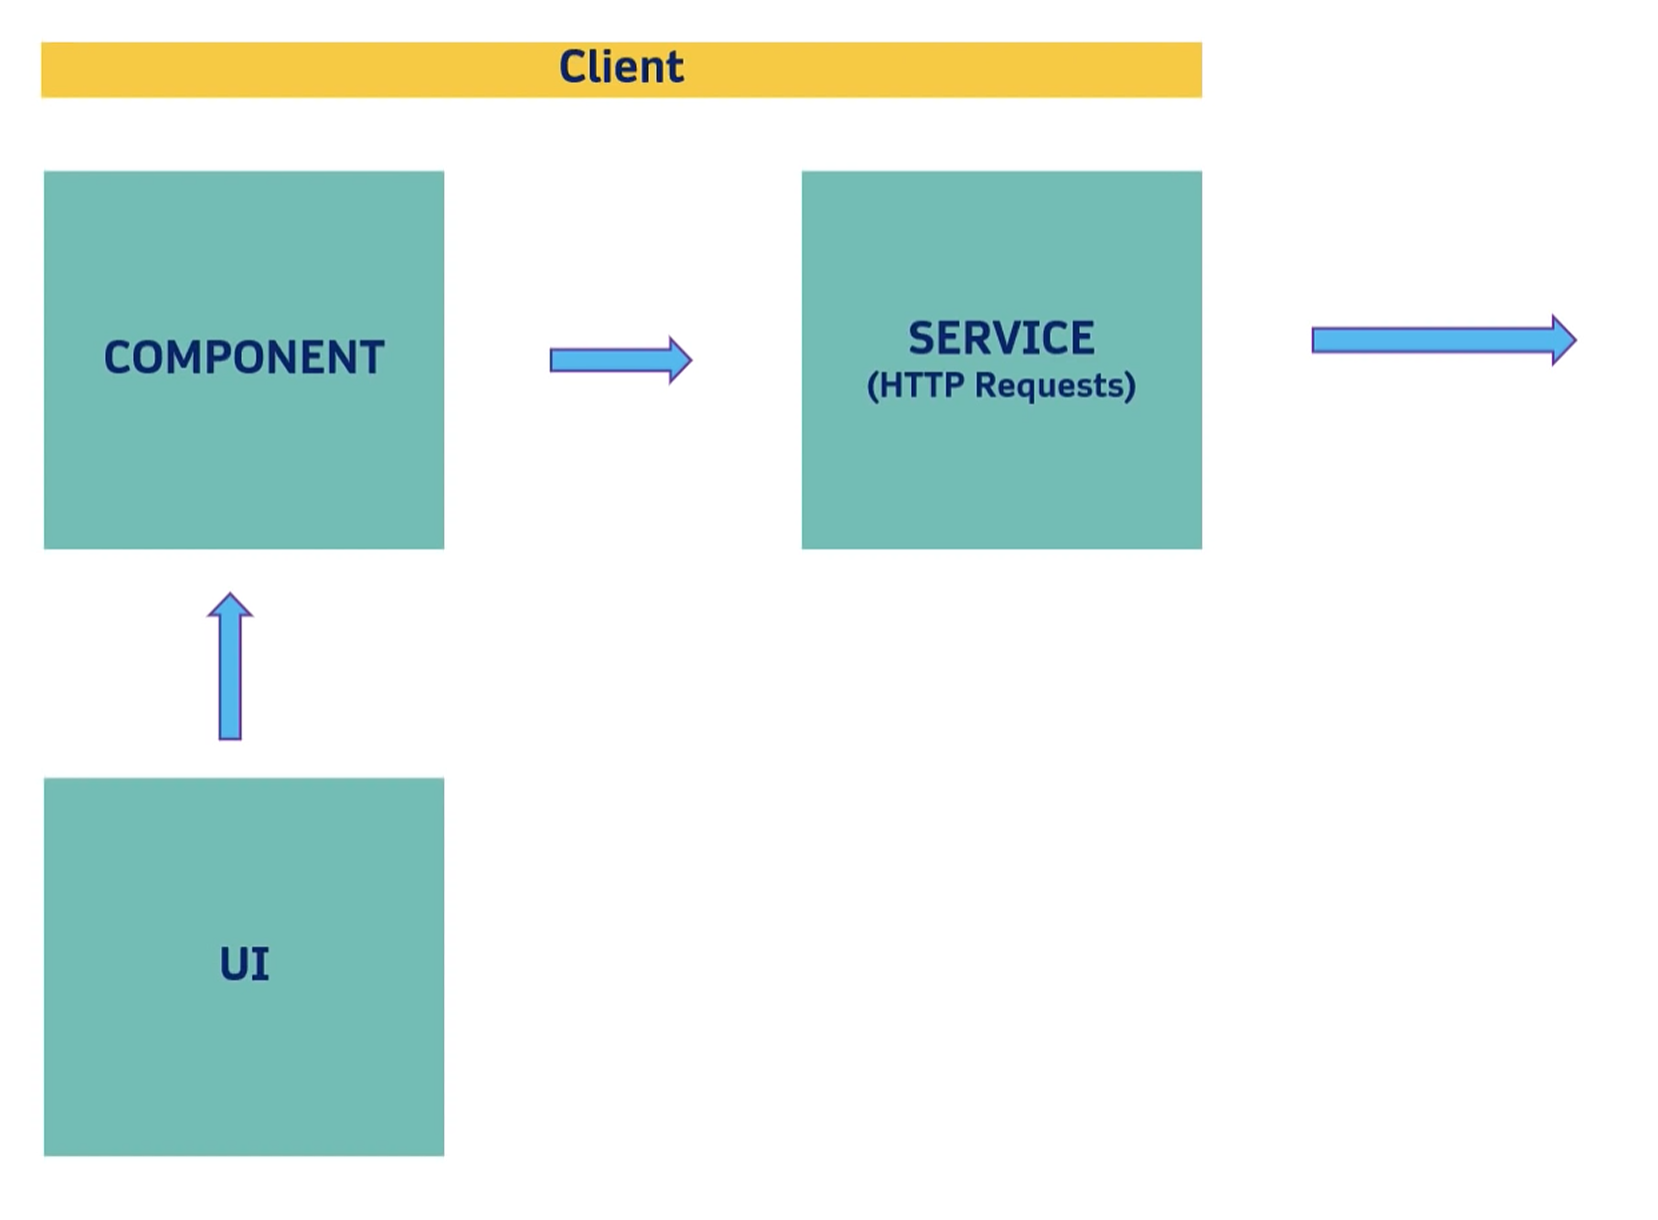 Client
COMPONENT
SERVICE
(HTTP Requests)
UI